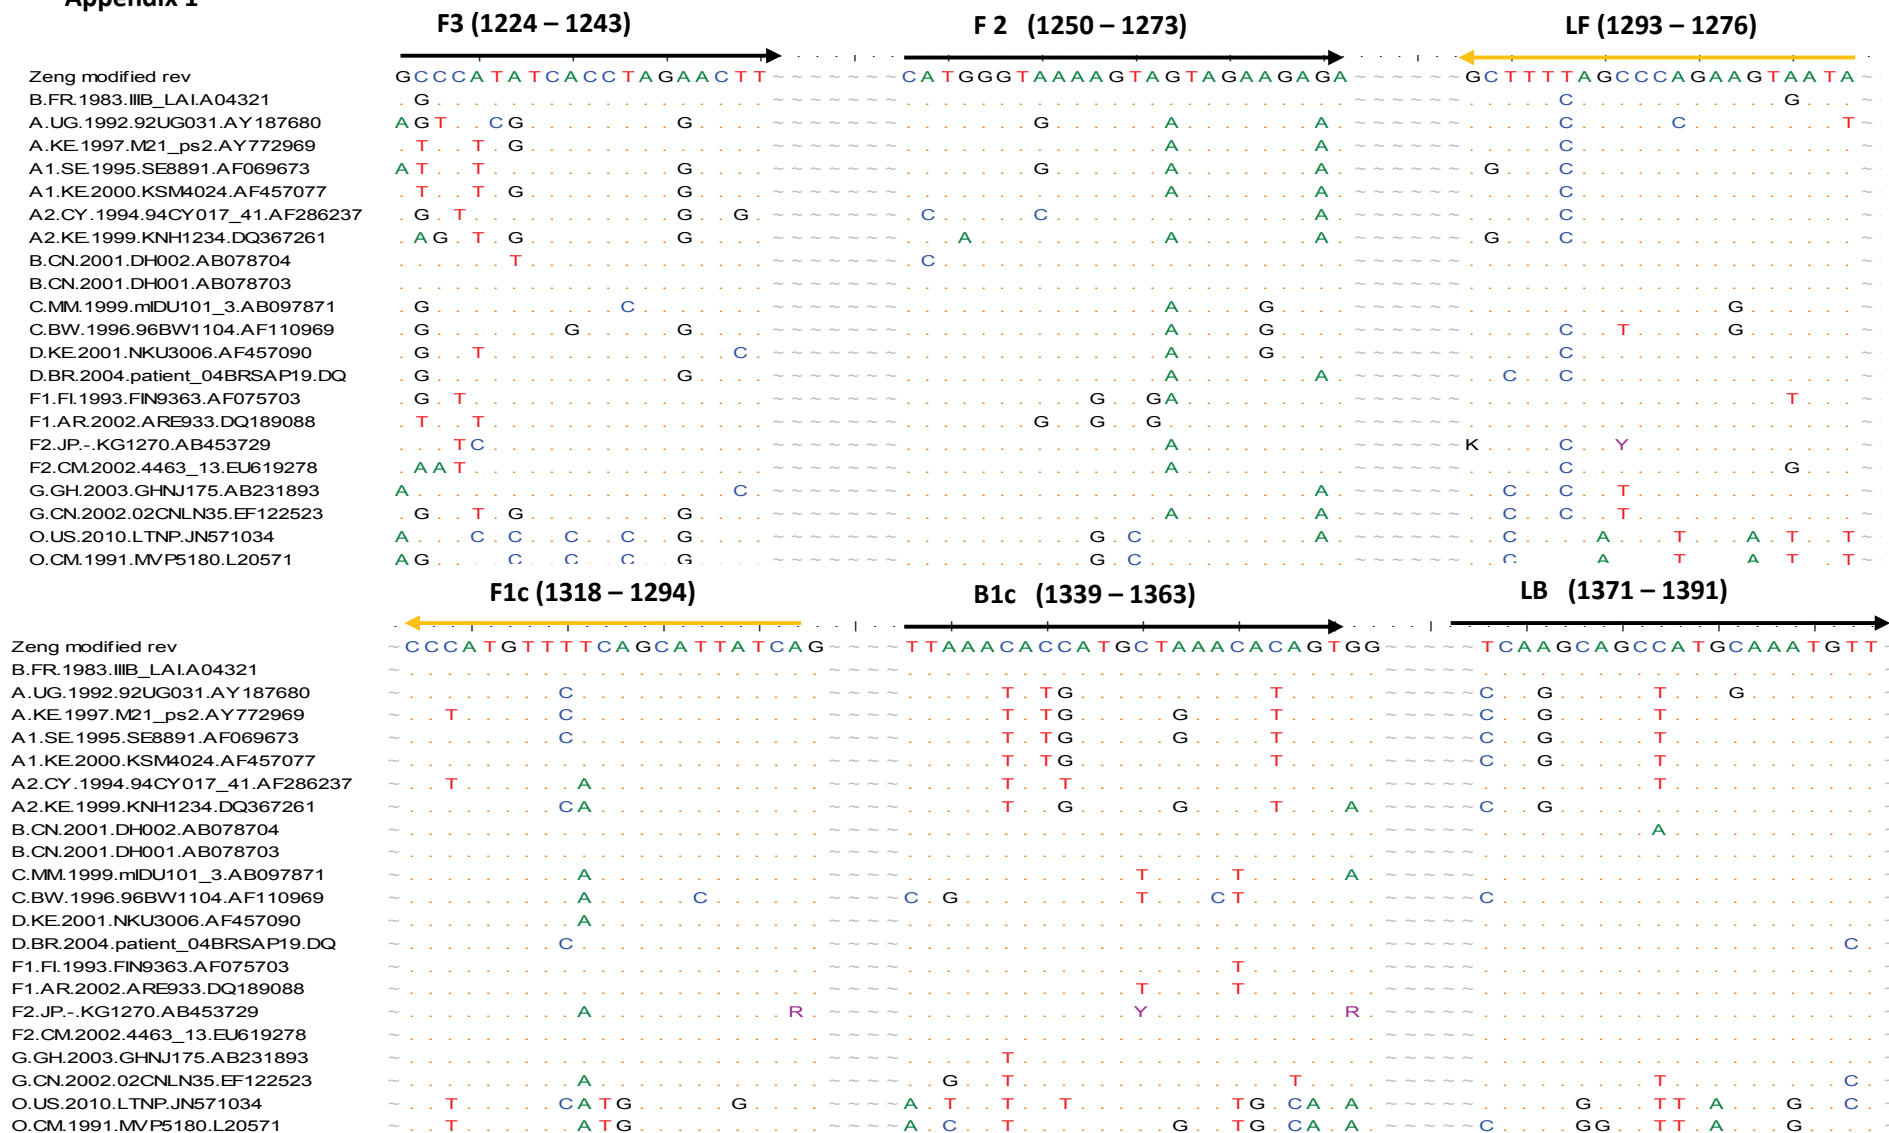 Appendix 1
F3 (1224 – 1243) F 2 (1250 – 1273) LF (1293 – 1276)
Zeng modified rev GCCCATATCACCTAGAACTT ~~~~~~~ CATGGGTAAAAGTAGTAGAAGAGA ~~~~~~ GCTTTTAGCCCAGAAGTAATA ~
B.FR.1983.IIIB_LAI.A04321 G C G
A.UG.1992.92UG031.AY187680 A G T C G G G A A C C T
A.KE.1997.M21_ps2.AY772969 T T G A A C
A1.SE.1995.SE8891.AF069673 A T T G G A A G C
A1.KE.2000.KSM4024.AF457077 T T G G A A C
A2.CY.1994.94CY017_41.AF286237 G T G G C C A C
A2.KE.1999.KNH1234.DQ367261 A G T G G A A A G C
B.CN.2001.DH002.AB078704 T C
B.CN.2001.DH001.AB078703
C.MM.1999.mIDU101_3.AB097871 G C A G G
C.BW.1996.96BW1104.AF110969 G G G A G C T G
D.KE.2001.NKU3006.AF457090 G T C A G C
D.BR.2004.patient_04BRSAP19.DQ G G A A C C
F1.FI.1993.FIN9363.AF075703 G T G G A T
F1.AR.2002.ARE933.DQ189088 T T G G G
F2.JP.-.KG1270.AB453729 T C A K C Y
F2.CM.2002.4463_13.EU619278 A A T A C G
G.GH.2003.GHNJ175.AB231893 A C A C C T
G.CN.2002.02CNLN35.EF122523 G T G G A A C C T
O.US.2010.LTNP.JN571034 A C C C C G G C A C A T A T T
O.CM.1991.MVP5180.L20571 A G C C C G G C C A T A T T
F1c (1318 – 1294) B1c (1339 – 1363) LB (1371 – 1391)
Zeng modified rev ~ CCCATGTTTTCAGCATTATCAG ~~~~ TTAAACACCATGCTAAACACAGTGG ~~~~~ TCAAGCAGCCATGCAAATGTT
B.FR.1983.IIIB_LAI.A04321
A.UG.1992.92UG031.AY187680 C T T G T C G T G
A.KE.1997.M21_ps2.AY772969 T C T T G G T C G T
A1.SE.1995.SE8891.AF069673 C T T G G T C G T
A1.KE.2000.KSM4024.AF457077 T T G T C G T
A2.CY.1994.94CY017_41.AF286237 T A T T T
A2.KE.1999.KNH1234.DQ367261 C A T G G T A C G
B.CN.2001.DH002.AB078704 A
B.CN.2001.DH001.AB078703
C.MM.1999.mIDU101_3.AB097871 A T T A
C.BW.1996.96BW1104.AF110969 A C C G T C T C
D.KE.2001.NKU3006.AF457090 A
D.BR.2004.patient_04BRSAP19.DQ C C
F1.FI.1993.FIN9363.AF075703 T
F1.AR.2002.ARE933.DQ189088 T T
F2.JP.-.KG1270.AB453729 A R Y R
F2.CM.2002.4463_13.EU619278
G.GH.2003.GHNJ175.AB231893 T
G.CN.2002.02CNLN35.EF122523 A G T T T C
O.US.2010.LTNP.JN571034 T C A T G G A T T T T G C A A G T T A G C
O.CM.1991.MVP5180.L20571 T A T G A C T G T G C A A C G G T T A G